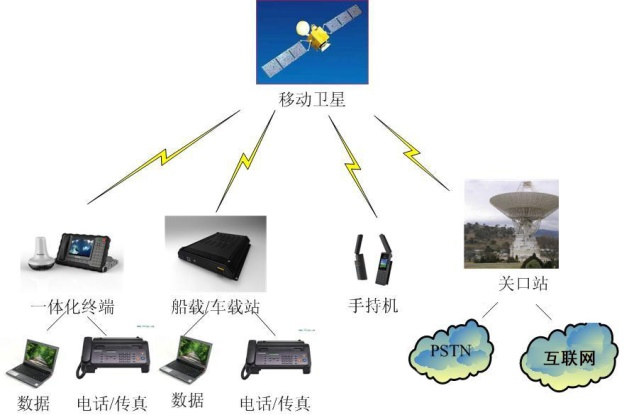 移动卫星
一体化终端
船载/车载站
手持机
关口站
PSTN
互联网
数据
电话/传真
数据
电话/传真